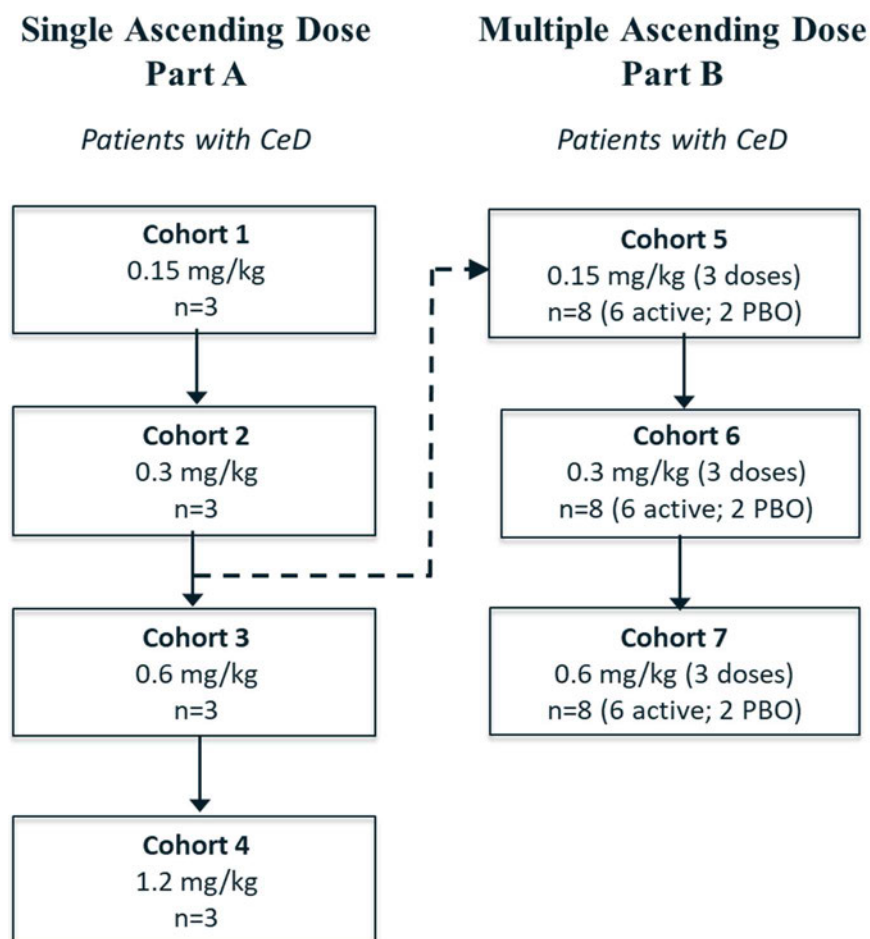 Single Ascending Dose
Part A
Patients with CeD
Cohort 1
0.15 mg/kg
n=3
Cohort 2
0.3 mg/kg
n=3
Cohort 3
0.6 mg/kg
n=3
Cohort 4
1.2 mg/kg
n=3
Multiple Ascending Dose
Part B
Patients with CeD
Cohort 5
0.15 mg/kg (3 doses)
n=8 (6 active; 2 PBO)
Cohort 6
0.3 mg/kg (3 doses)
n=8 (6 active; 2 PBO)
Cohort 7
0.6 mg/kg (3 doses)
n=8 (6 active; 2 PBO)